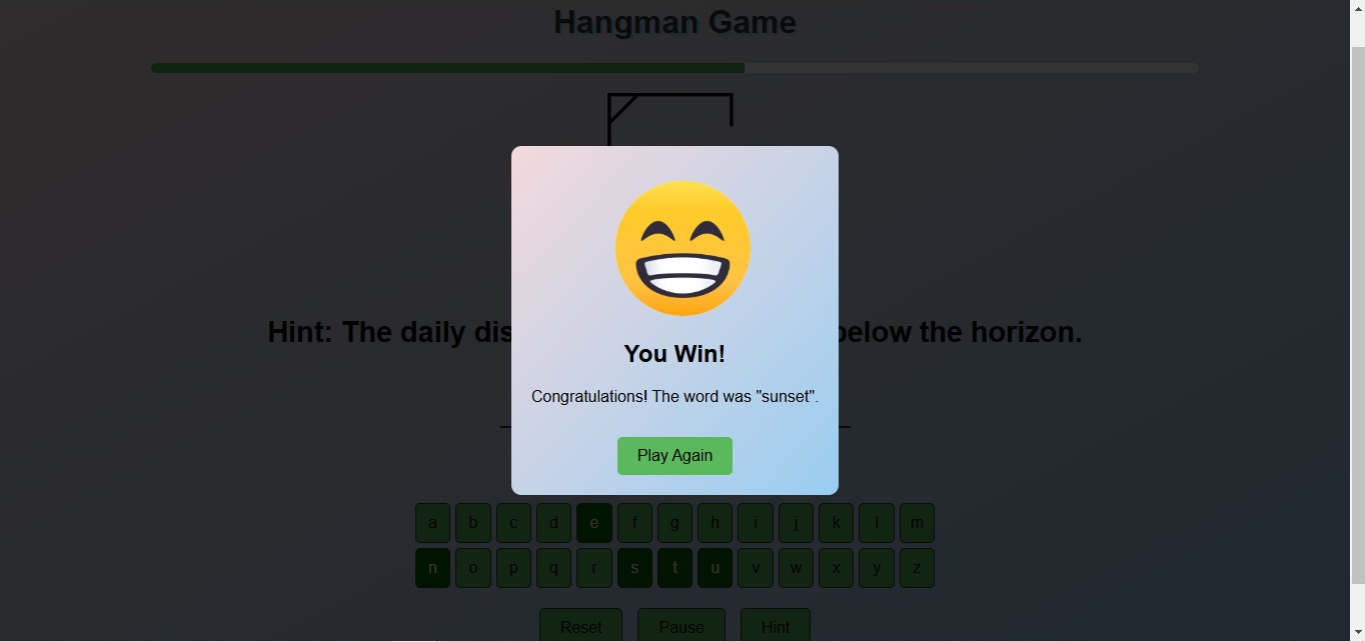 Hangman Game
Hint: The daily dis
below the horizon.
You Win!
Congratulations! The word was "sunset".
Play Again
a b c d e f g h i j k l m
n o p q r s t u v w x y z
Reset Pause Hint